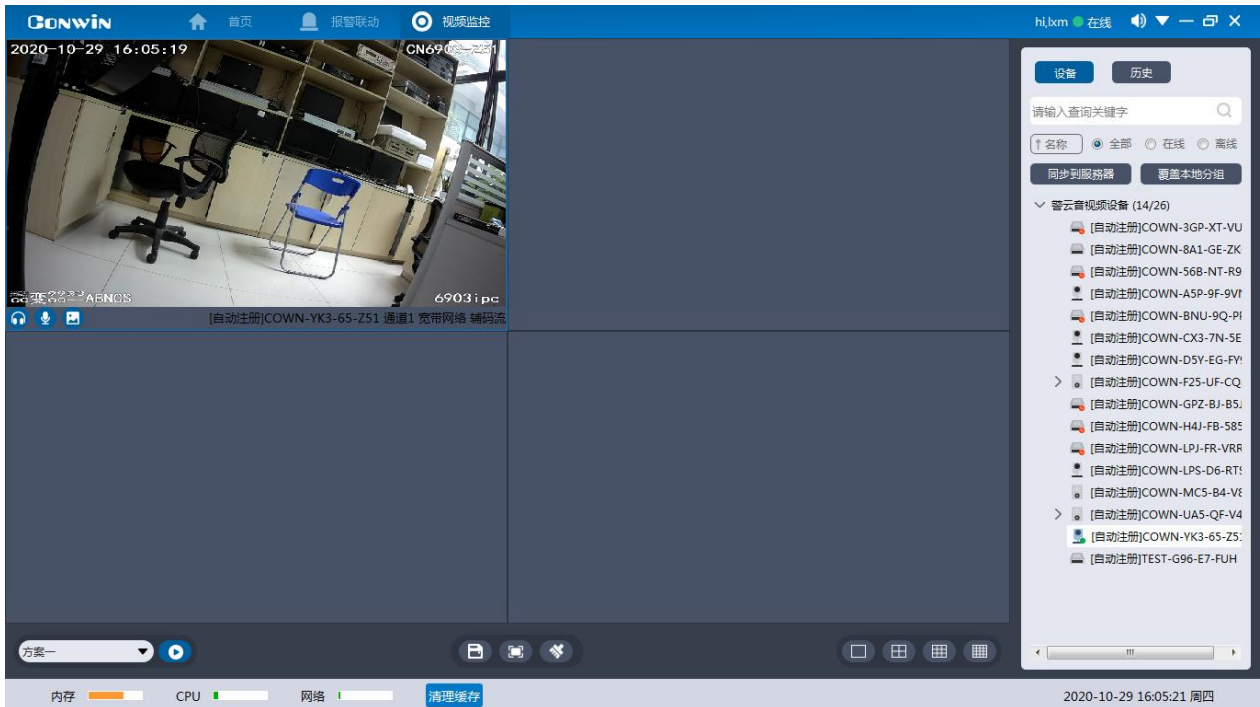 CONWIN 首页 报警联动 视频监控 hi,lxm 在线
2020-10-29 16:05:19
ABNCS
6903ipc
[自动注册]COWN-YK3-65-Z51 通道1 宽带网络 辅码流
设备 历史
请输入查询关键字
↑名称 全部 在线 离线
同步到服務器 覆盖本地分组
警云音视频设备 (14/26)
[自动注册]COWN-3GP-XT-VU
[自动注册]COWN-8A1-GE-ZK
[自动注册]COWN-56B-NT-R9
[自动注册]COWN-A5P-9F-9V
[自动注册]COWN-BNU-9Q-P
[自动注册]COWN-CX3-7N-5E
[自动注册]COWN-D5Y-EG-FY
[自动注册]COWN-F25-UF-CQ
[自动注册]COWN-GPZ-BJ-B5
[自动注册]COWN-H4J-FB-585
[自动注册]COWN-LPJ-FR-VRR
[自动注册]COWN-LPS-D6-RT
[自动注册]COWN-MC5-B4-V8
[自动注册]COWN-UA5-QF-V4
[自动注册]COWN-YK3-65-Z5
[自动注册]TEST-G96-E7-FUH
方案一
内存 CPU 网络 清理缓存 2020-10-29 16:05:21 周四